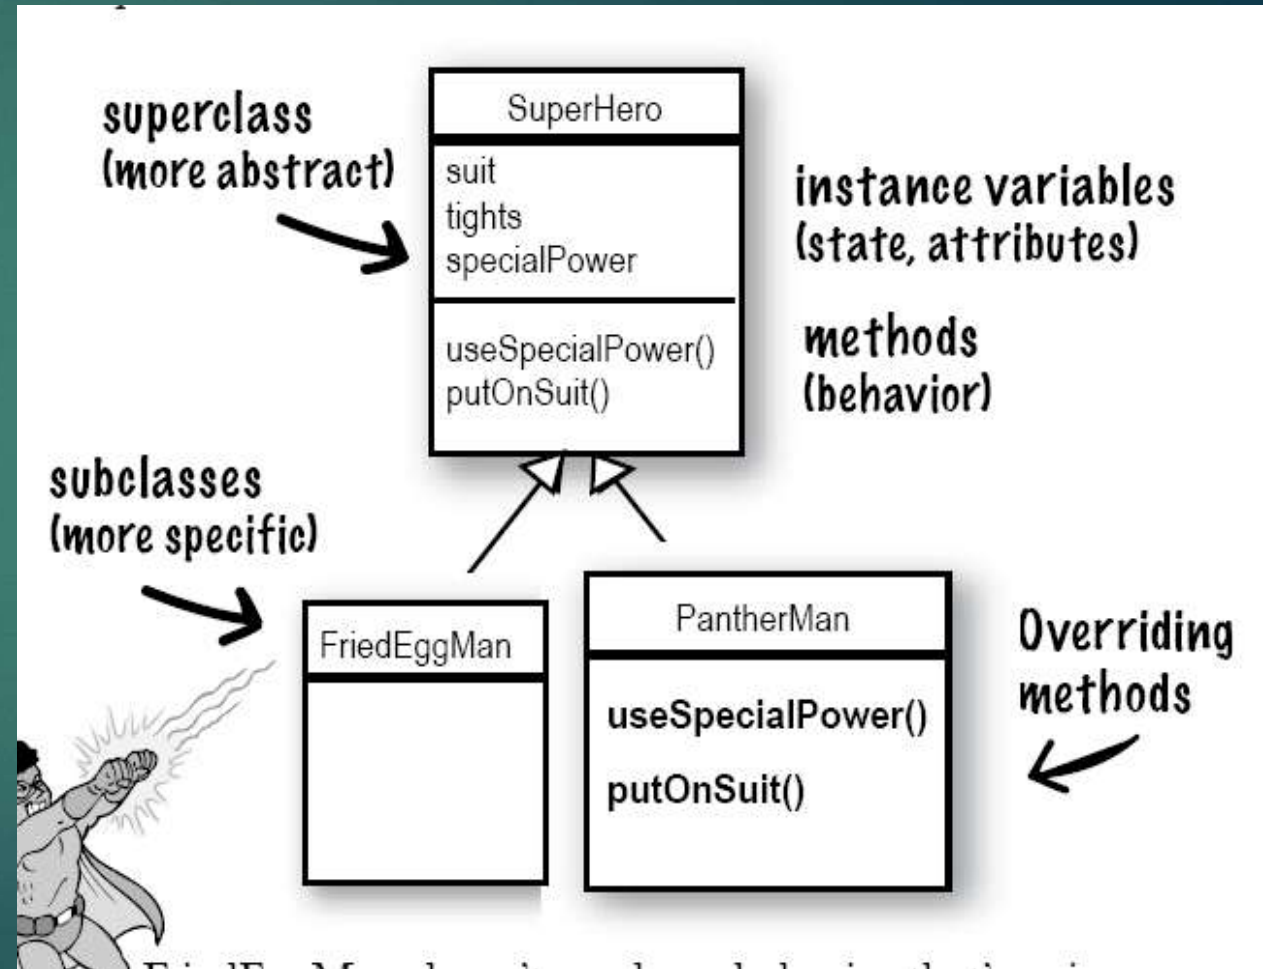 superclass
(more abstract)
SuperHero
suit
tights
specialPower
useSpecialPower()
putOnSuit()
instance variables
(state, attributes)
methods
(behavior)
subclasses
(more specific)
FriedEggMan
PantherMan
useSpecialPower()
putOnSuit()
Overriding
methods